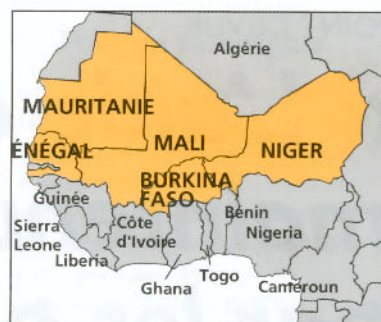 Algérie
MAURITANIE
MALI
NIGER
ÉNÉGAL
BURKINA
FASO
Guinée
Bénin
Nigeria
Côte
d'Ivoire
Sierra
Leone
Liberia
Togo
Ghana
Cameroun